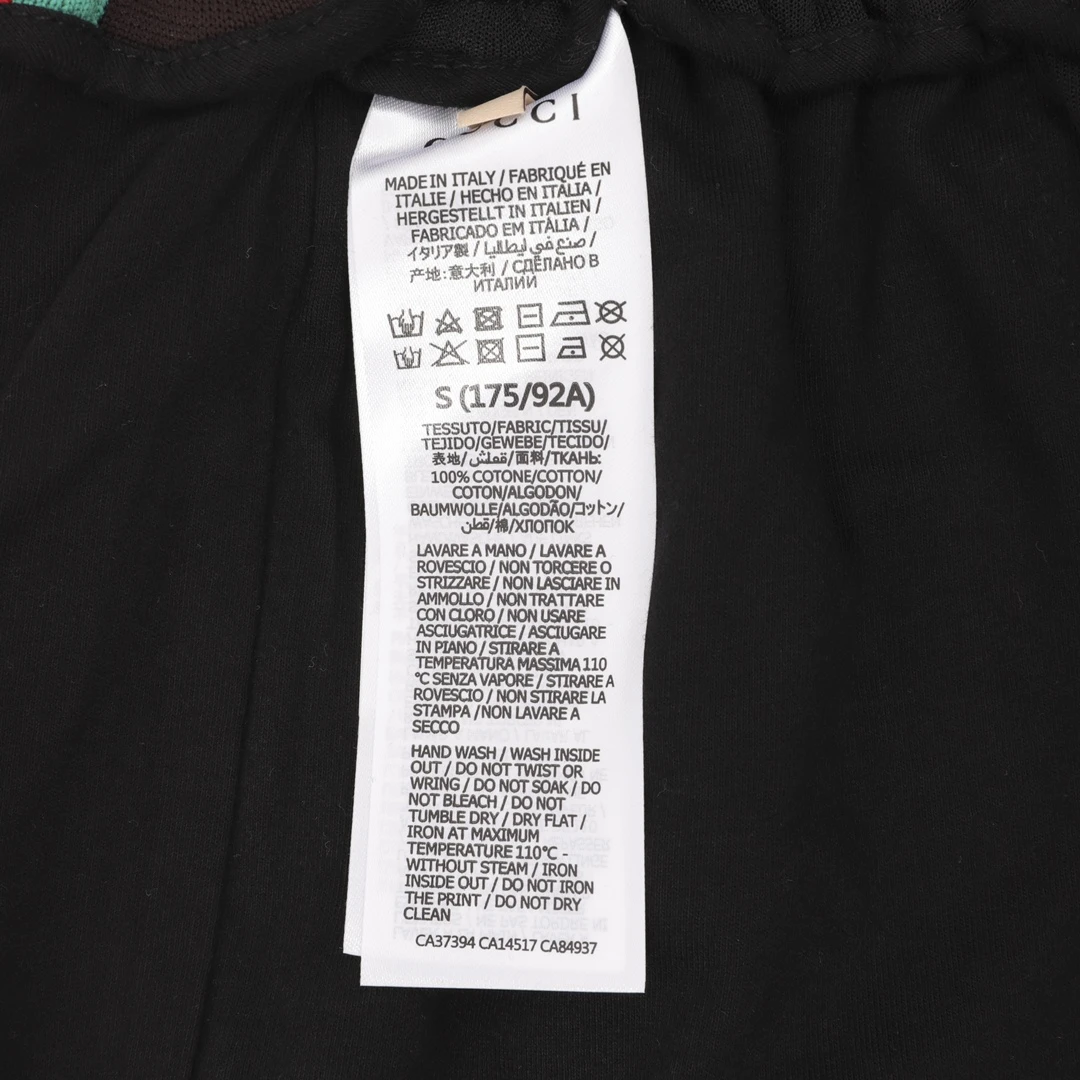 GUCCI
MADE IN ITALY / FABRIQUÉ EN
ITALIE / HECHO EN ITALIA /
HERGESTELLT IN ITALIEN /
FABRICADO EM ITÁLIA /
イタリア製 / صنع في إيطاليا /
产地:意大利 / СДЕЛАНО В
ИТАЛИИ
S (175/92A)
TESSUTO/FABRIC/TISSU/
TEJIDO/GEWEBE/TECIDO/
表地/قماش/面料/ТКАНЬ:
100% COTONE/COTTON/
COTON/ALGODON/
BAUMWOLLE/ALGODÃO/コットン/
قطن/棉/ХЛОПОК
LAVARE A MANO / LAVARE A
ROVESCIO / NON TORCERE O
STRIZZARE / NON LASCIARE IN
AMMOLLO / NON TRATTARE
CON CLORO / NON USARE
ASCIUGATRICE / ASCIUGARE
IN PIANO / STIRARE A
TEMPERATURA MASSIMA 110
°C SENZA VAPORE / STIRARE A
ROVESCIO / NON STIRARE LA
STAMPA /NON LAVARE A
SECCO
HAND WASH / WASH INSIDE
OUT / DO NOT TWIST OR
WRING / DO NOT SOAK / DO
NOT BLEACH / DO NOT
TUMBLE DRY / DRY FLAT /
IRON AT MAXIMUM
TEMPERATURE 110°C -
WITHOUT STEAM / IRON
INSIDE OUT / DO NOT IRON
THE PRINT / DO NOT DRY
CLEAN
CA37394 CA14517 CA84937